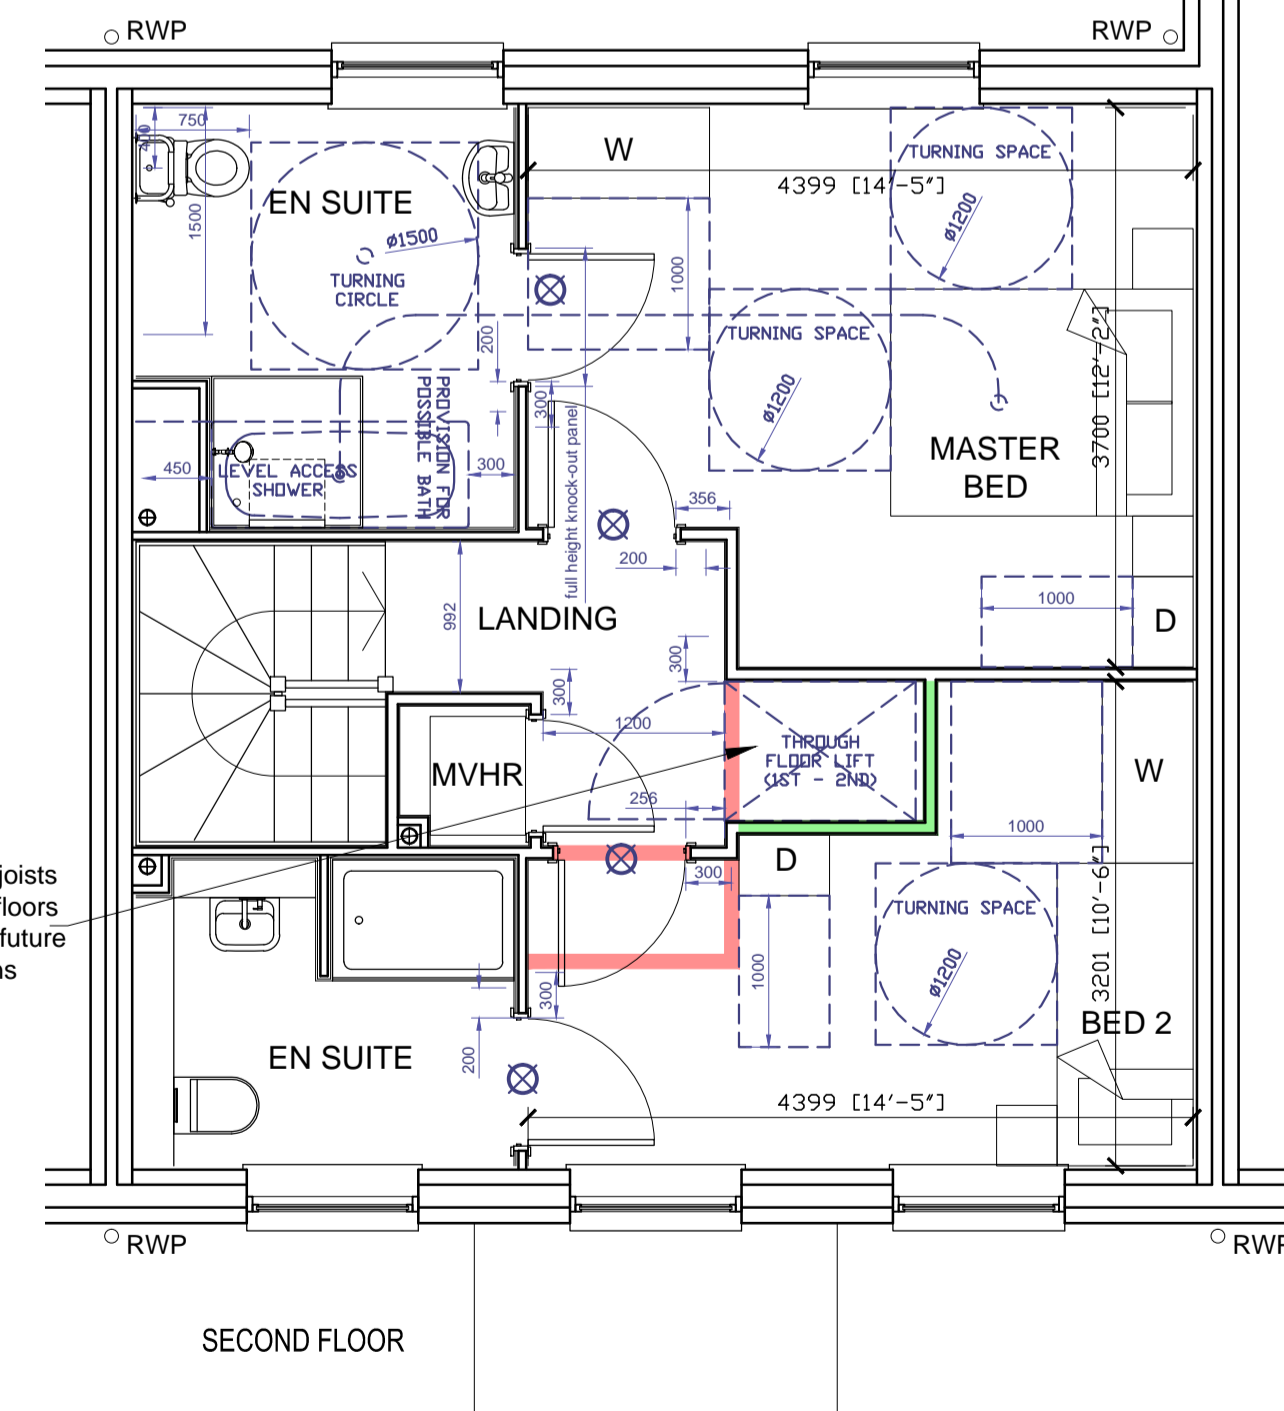 RWP
RWP
750
400
W
TURNING SPACE
4399 [14'-5"]
EN SUITE
1500
ø1500
ø1200
TURNING
CIRCLE
1000
TURNING SPACE
3700 [12'-2"]
200
ø1200
300
PROVISION FOR
POSSIBLE BATH
full height knock-out panel
MASTER
BED
450
LEVEL ACCESS
SHOWER
300
356
200
992
LANDING
1000
D
300
300
1200
THROUGH
FLOOR LIFT
(1ST - 2ND)
MVHR
W
256
1000
D
300
joists
floors
future
TURNING SPACE
3201 [10'-6"]
1000
ø1200
300
BED 2
EN SUITE
200
4399 [14'-5"]
RWP
RWP
SECOND FLOOR